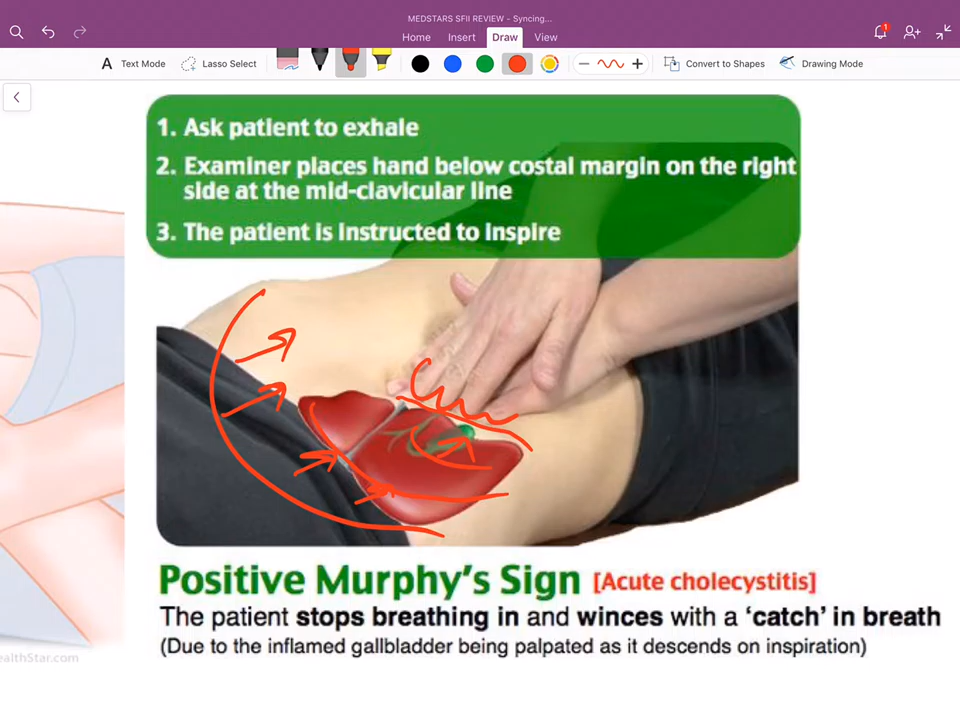 MEDSTARS SFII REVIEW - Syncing...
Home Insert Draw View
1
Text Mode Lasso Select Convert to Shapes Drawing Mode
1. Ask patient to exhale
2. Examiner places hand below costal margin on the right
side at the mid-clavicular line
3. The patient is instructed to inspire
Positive Murphy's Sign [Acute cholecystitis]
The patient stops breathing in and winces with a 'catch' in breath
(Due to the inflamed gallbladder being palpated as it descends on inspiration)
ealthStar.com